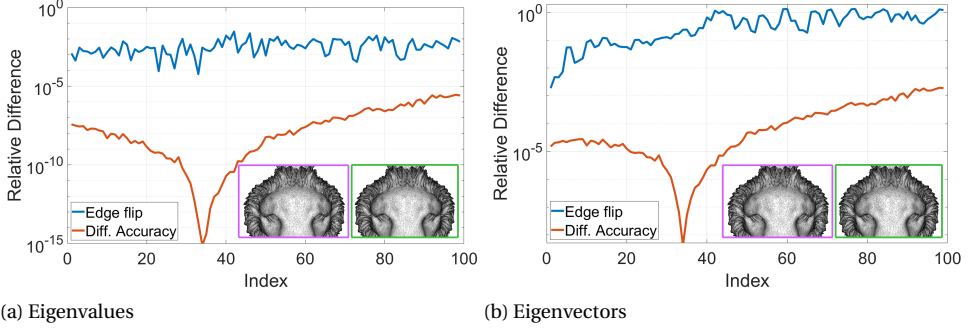 10^0
10^-5
10^-10
10^-15
Relative Difference
Edge flip
Diff. Accuracy
0
20
40
60
80
100
Index
(a) Eigenvalues
10^0
10^-5
Relative Difference
Edge flip
Diff. Accuracy
0
20
40
60
80
100
Index
(b) Eigenvectors